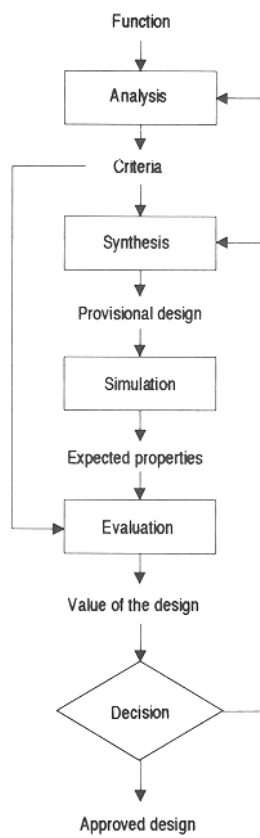 Function
Analysis
Criteria
Synthesis
Provisional design
Simulation
Expected properties
Evaluation
Value of the design
Decision
Approved design